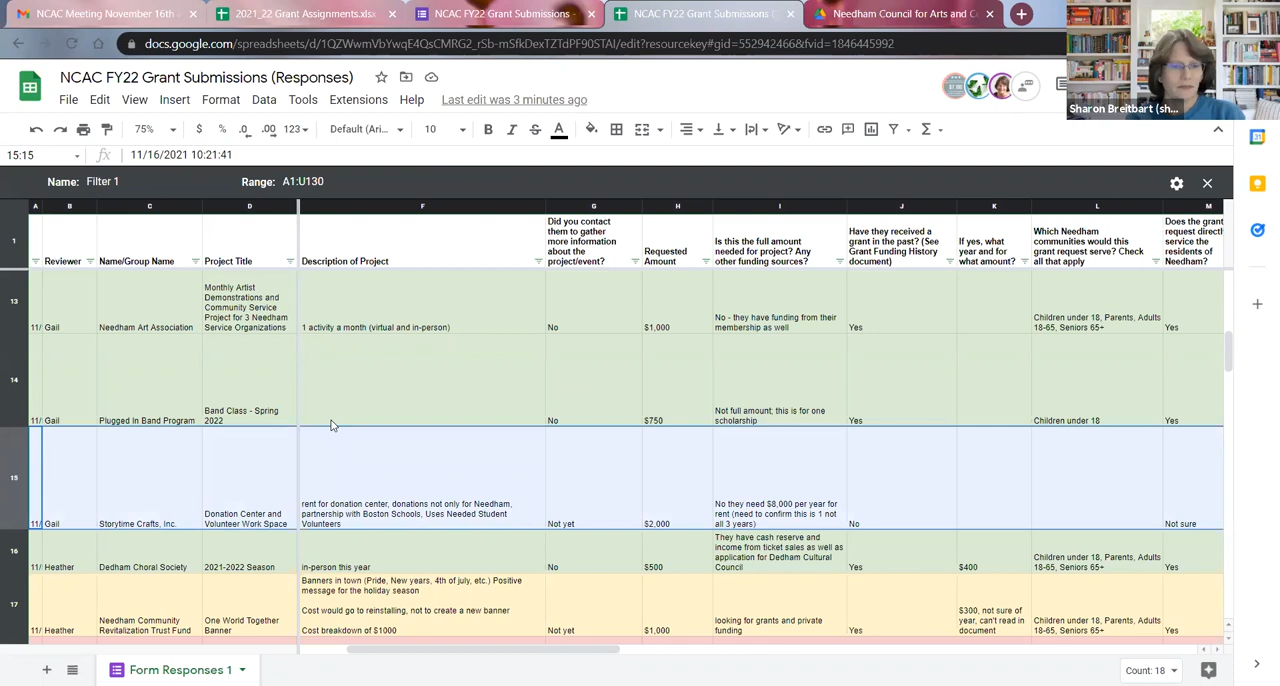 NCAC Meeting November 16th
2021_22 Grant Assignments.xlsx
NCAC FY22 Grant Submissions -
NCAC FY22 Grant Submissions (
Needham Council for Arts and C
docs.google.com/spreadsheets/d/1QZWwmVbYwqE4QsCMRG2_rSb-mSfkDexTZTdPF90STAI/edit?resourcekey#gid=552942466&fvid=1846445992
NCAC FY22 Grant Submissions (Responses)
File Edit View Insert Format Data Tools Extensions Help Last edit was 3 minutes ago
Sharon Breitbart (sh...
75% $ % .0 .00 123 Default (Ari... 10 B I S A
15:15 fx 11/16/2021 10:21:41
Name: Filter 1 Range: A1:U130
A B C D F G H I J K L M
1
Reviewer
Name/Group Name
Project Title
Description of Project
Did you contact
them to gather
more information
about the
project/event?
Requested
Amount
Is this the full amount
needed for project? Any
other funding sources?
Have they received a
grant in the past? (See
Grant Funding History
document)
If yes, what
year and for
what amount?
Which Needham
communities would this
grant request serve? Check
all that apply
Does the grant
request directl
service the
residents of
Needham?
13
11/ Gail
Needham Art Association
Monthly Artist
Demonstrations and
Community Service
Project for 3 Needham
Service Organizations
1 activity a month (virtual and in-person)
No
$1,000
No - they have funding from their
membership as well
Yes
Children under 18, Parents, Adults
18-65, Seniors 65+
Yes
14
11/ Gail
Plugged In Band Program
Band Class - Spring
2022
No
$750
Not full amount; this is for one
scholarship
Yes
Children under 18
Yes
15
11/ Gail
Storytime Crafts, Inc.
Donation Center and
Volunteer Work Space
rent for donation center, donations not only for Needham,
partnership with Boston Schools, Uses Needed Student
Volunteers
Not yet
$2,000
No they need $8,000 per year for
rent (need to confirm this is 1 not
all 3 years)
No
Not sure
16
11/ Heather
Dedham Choral Society
2021-2022 Season
in-person this year
No
$500
They have cash reserve and
income from ticket sales as well as
application for Dedham Cultural
Council
Yes
$400
Children under 18, Parents, Adults
18-65, Seniors 65+
Yes
17
11/ Heather
Needham Community
Revitalization Trust Fund
One World Together
Banner
Banners in town (Pride, New years, 4th of july, etc.) Positive
message for the holiday season
Cost would go to reinstalling, not to create a new banner
Cost breakdown of $1000
Not yet
$1,000
looking for grants and private
funding
Yes
$300, not sure of
year, can't read in
document
Children under 18, Parents, Adults
18-65, Seniors 65+
Yes
Form Responses 1
Count: 18